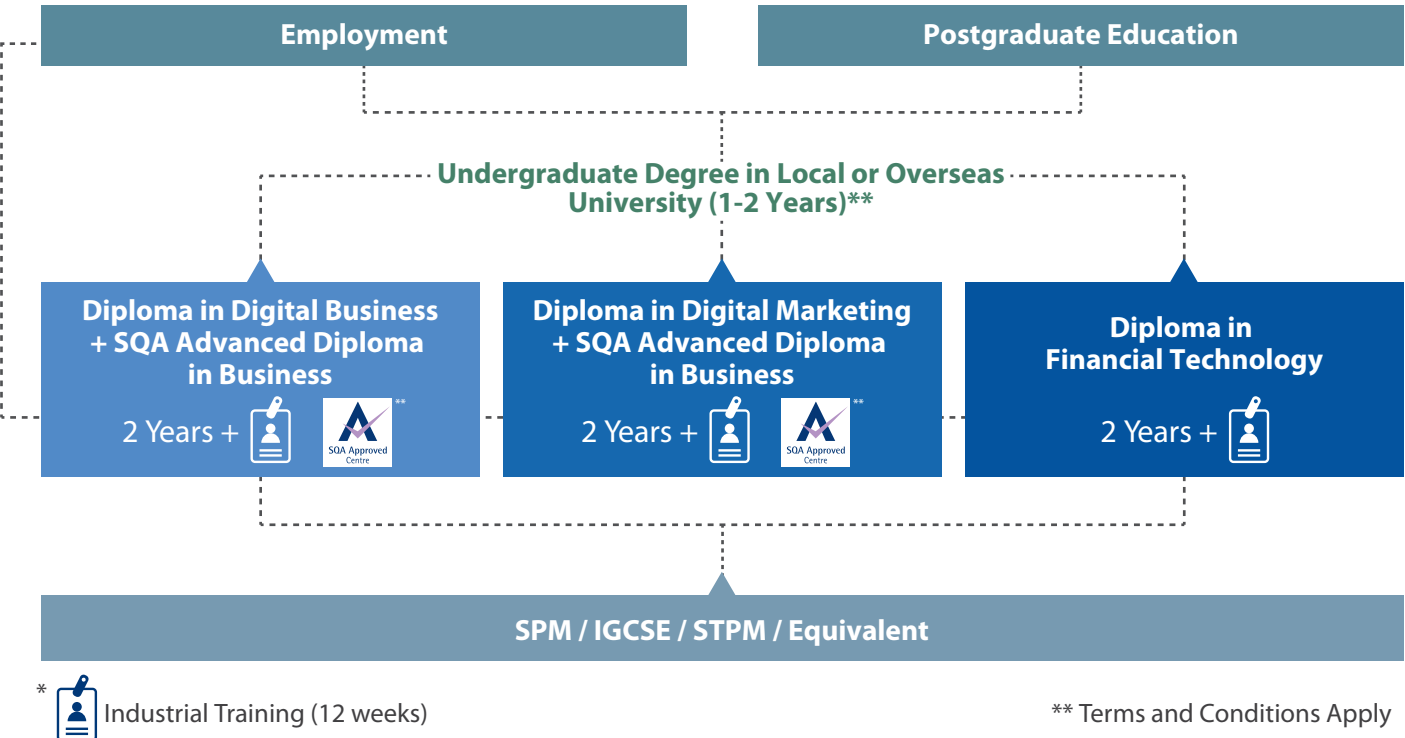 Employment
Postgraduate Education
Undergraduate Degree in Local or Overseas
University (1-2 Years)**
Diploma in Digital Business
+ SQA Advanced Diploma
in Business
2 Years +
SQA Approved
Centre
**
Diploma in Digital Marketing
+ SQA Advanced Diploma
in Business
2 Years +
SQA Approved
Centre
**
Diploma in
Financial Technology
2 Years +
SPM / IGCSE / STPM / Equivalent
* Industrial Training (12 weeks)
** Terms and Conditions Apply